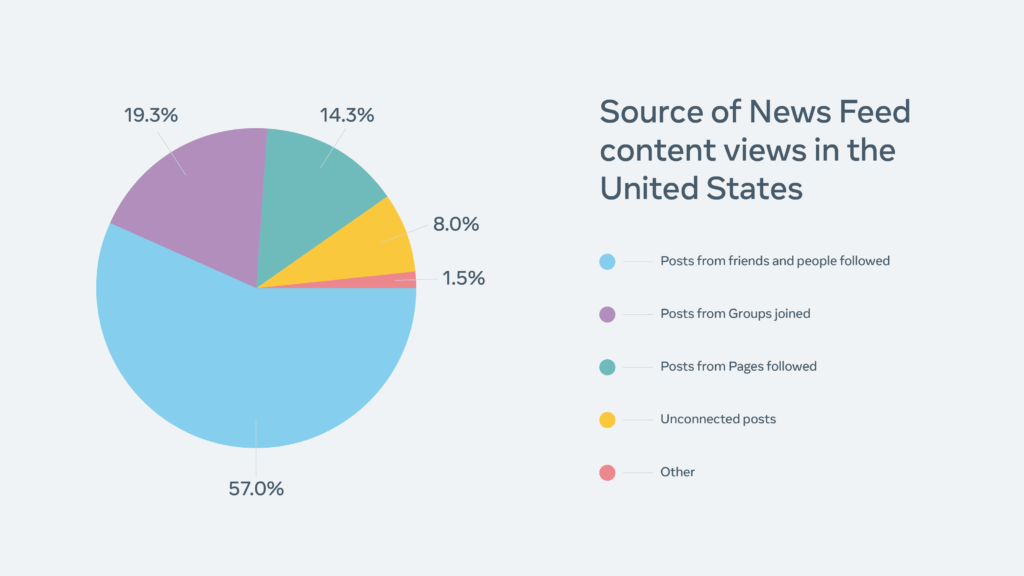 19.3%
14.3%
8.0%
1.5%
57.0%
Source of News Feed
content views in the
United States
Posts from friends and people followed
Posts from Groups joined
Posts from Pages followed
Unconnected posts
Other